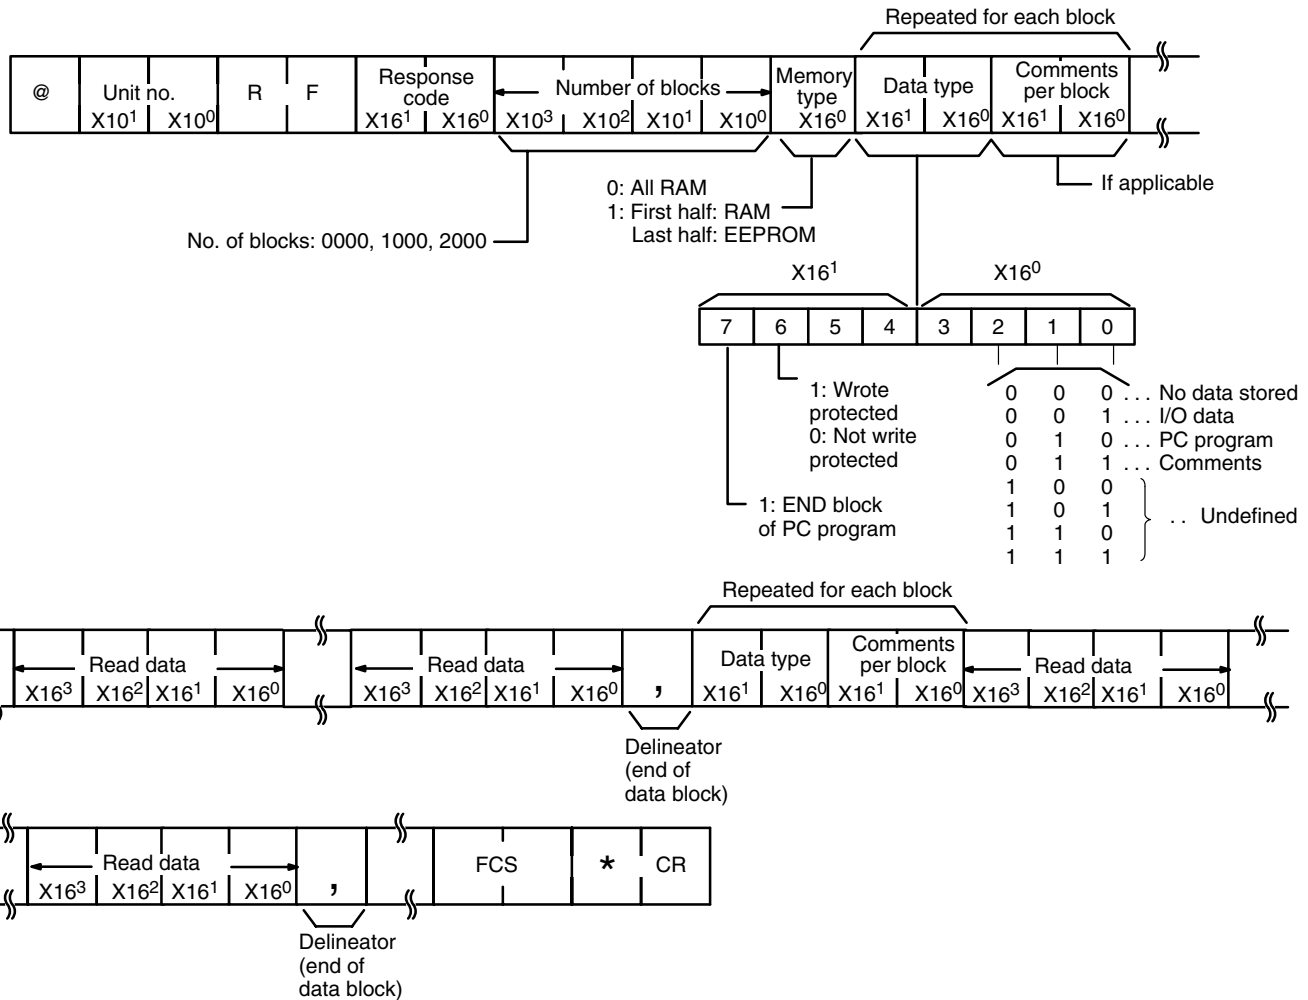 Repeated for each block
@ Unit no. R F Response code Number of blocks Memory type Data type Comments per block
X10¹ X10⁰ X16¹ X16⁰ X10³ X10² X10¹ X10⁰ X16⁰ X16¹ X16⁰ X16¹ X16⁰
If applicable
0: All RAM
1: First half: RAM
Last half: EEPROM
No. of blocks: 0000, 1000, 2000
X16¹ X16⁰
7 6 5 4 3 2 1 0
1: Wrote
protected
0: Not write
protected
0 0 0 . . . No data stored
0 0 1 . . . I/O data
0 1 0 . . . PC program
0 1 1 . . . Comments
1 0 0
1 0 1
1 1 0
1 1 1
. . Undefined
1: END block
of PC program
Repeated for each block
Read data Read data , Data type Comments per block Read data
X16³ X16² X16¹ X16⁰ X16³ X16² X16¹ X16⁰ X16¹ X16⁰ X16¹ X16⁰ X16³ X16² X16¹ X16⁰
Delineator
(end of
data block)
Read data , FCS * CR
X16³ X16² X16¹ X16⁰
Delineator
(end of
data block)